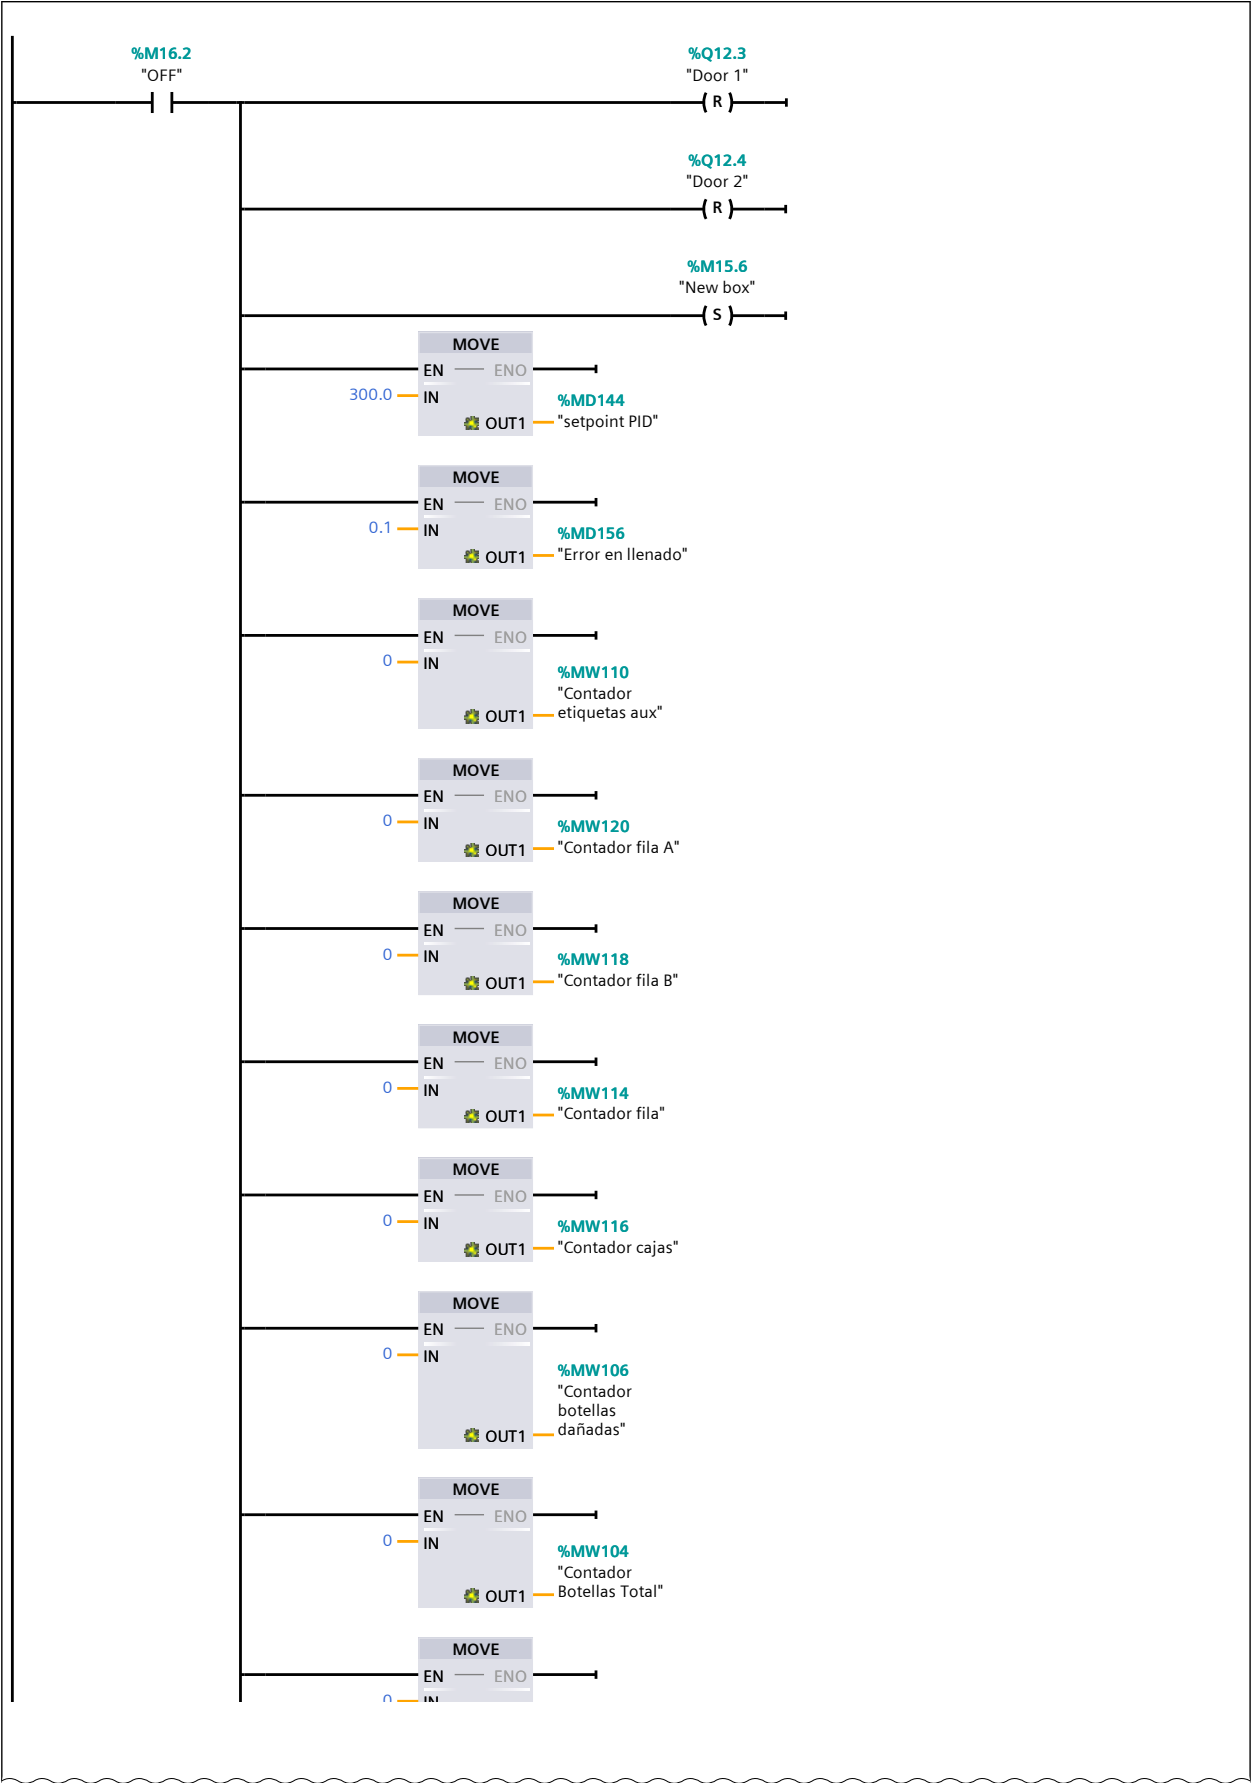 %M16.2
"OFF"
%Q12.3
"Door 1"
R
%Q12.4
"Door 2"
R
%M15.6
"New box"
S
MOVE
EN ENO
300.0 IN
%MD144
OUT1 "setpoint PID"
MOVE
EN ENO
0.1 IN
%MD156
OUT1 "Error en llenado"
MOVE
EN ENO
0 IN
%MW110
"Contador
etiquetas aux"
OUT1
MOVE
EN ENO
0 IN
%MW120
OUT1 "Contador fila A"
MOVE
EN ENO
0 IN
%MW118
OUT1 "Contador fila B"
MOVE
EN ENO
0 IN
%MW114
OUT1 "Contador fila"
MOVE
EN ENO
0 IN
%MW116
OUT1 "Contador cajas"
MOVE
EN ENO
0 IN
%MW106
"Contador
botellas
dañadas"
OUT1
MOVE
EN ENO
0 IN
%MW104
"Contador
Botellas Total"
OUT1
MOVE
EN ENO
0 IN